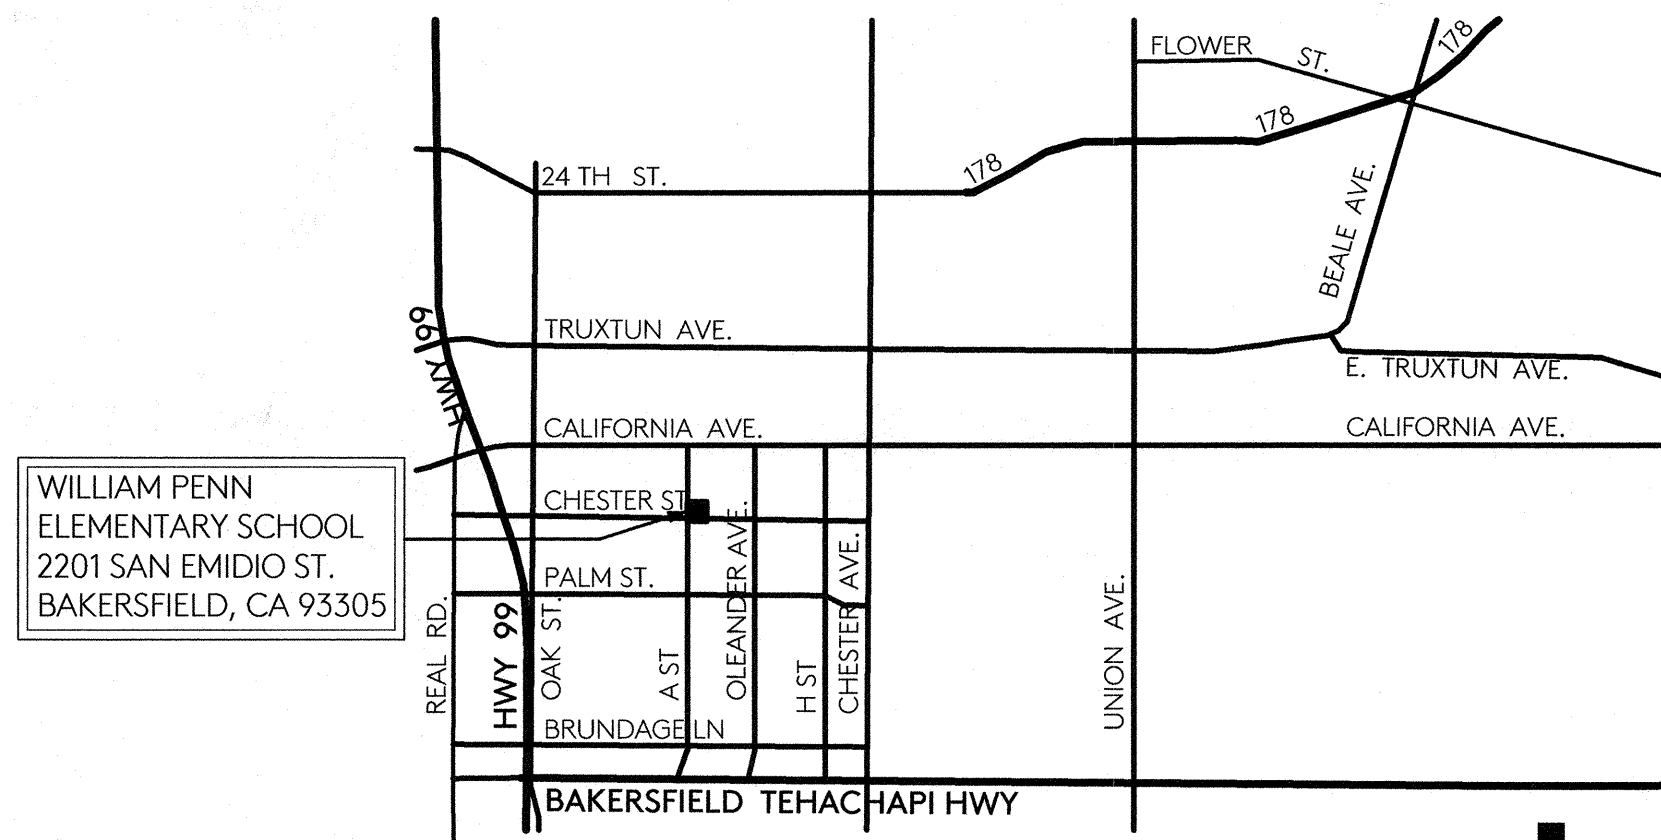 FLOWER ST.
178
178
178
24 TH ST.
BEALE AVE.
HWY 99
TRUXTUN AVE.
E. TRUXTUN AVE.
CALIFORNIA AVE.
CALIFORNIA AVE.
WILLIAM PENN
ELEMENTARY SCHOOL
2201 SAN EMIDIO ST.
BAKERSFIELD, CA 93305
CHESTER ST
PALM ST.
REAL RD.
HWY 99
OAK ST.
A ST
OLEANDER AVE.
H ST
CHESTER AVE.
UNION AVE.
BRUNDAGE LN
BAKERSFIELD TEHACHAPI HWY